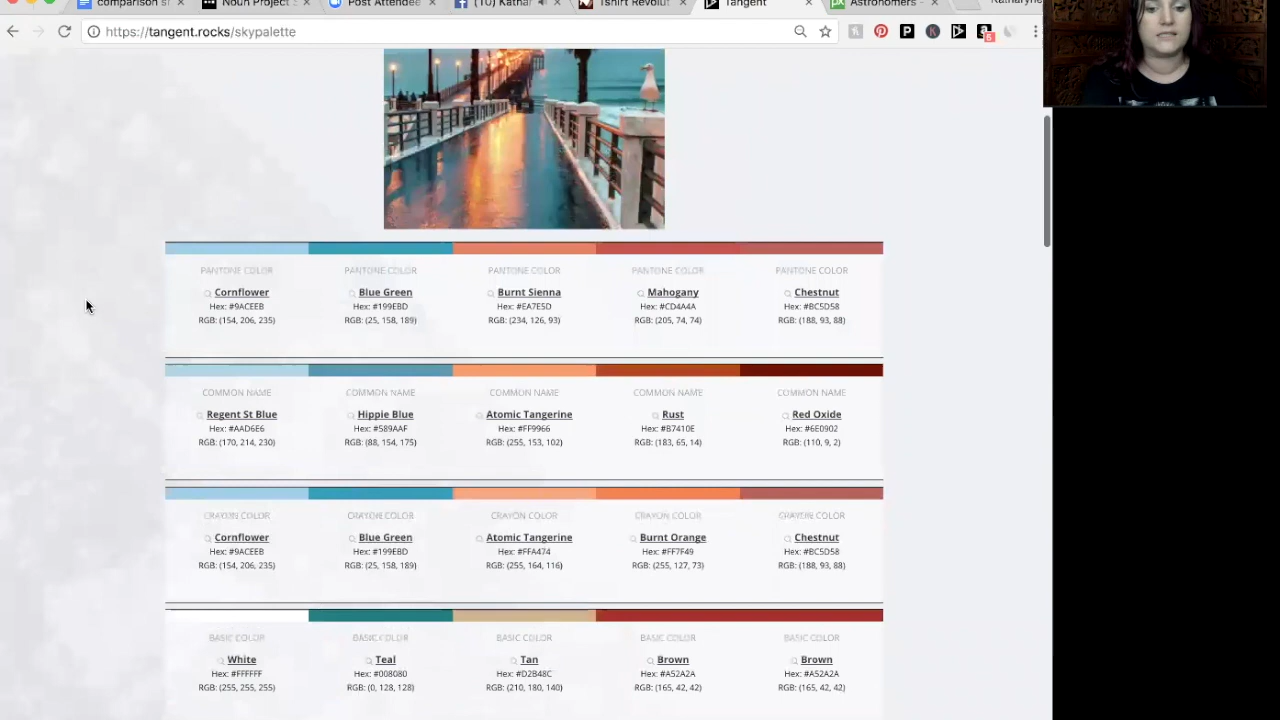 comparison s
Noun Project
Post Attendee
(10) Kathar
Tshirt Revolut
Tangent
Astronomers -
Katharyne
https://tangent.rocks/skypalette
PANTONE COLOR PANTONE COLOR PANTONE COLOR PANTONE COLOR PANTONE COLOR
Cornflower Blue Green Burnt Sienna Mahogany Chestnut
Hex: #9ACEEB Hex: #199EBD Hex: #EA7E5D Hex: #CD4A4A Hex: #BC5D58
RGB: (154, 206, 235) RGB: (25, 158, 189) RGB: (234, 126, 93) RGB: (205, 74, 74) RGB: (188, 93, 88)
COMMON NAME COMMON NAME COMMON NAME COMMON NAME COMMON NAME
Regent St Blue Hippie Blue Atomic Tangerine Rust Red Oxide
Hex: #AAD6E6 Hex: #589AAF Hex: #FF9966 Hex: #B7410E Hex: #6E0902
RGB: (170, 214, 230) RGB: (88, 154, 175) RGB: (255, 153, 102) RGB: (183, 65, 14) RGB: (110, 9, 2)
CRAYON COLOR CRAYON COLOR CRAYON COLOR CRAYON COLOR CRAYON COLOR
Cornflower Blue Green Atomic Tangerine Burnt Orange Chestnut
Hex: #9ACEEB Hex: #199EBD Hex: #FFA474 Hex: #FF7F49 Hex: #BC5D58
RGB: (154, 206, 235) RGB: (25, 158, 189) RGB: (255, 164, 116) RGB: (255, 127, 73) RGB: (188, 93, 88)
BASIC COLOR BASIC COLOR BASIC COLOR BASIC COLOR BASIC COLOR
White Teal Tan Brown Brown
Hex: #FFFFFF Hex: #008080 Hex: #D2B48C Hex: #A52A2A Hex: #A52A2A
RGB: (255, 255, 255) RGB: (0, 128, 128) RGB: (210, 180, 140) RGB: (165, 42, 42) RGB: (165, 42, 42)